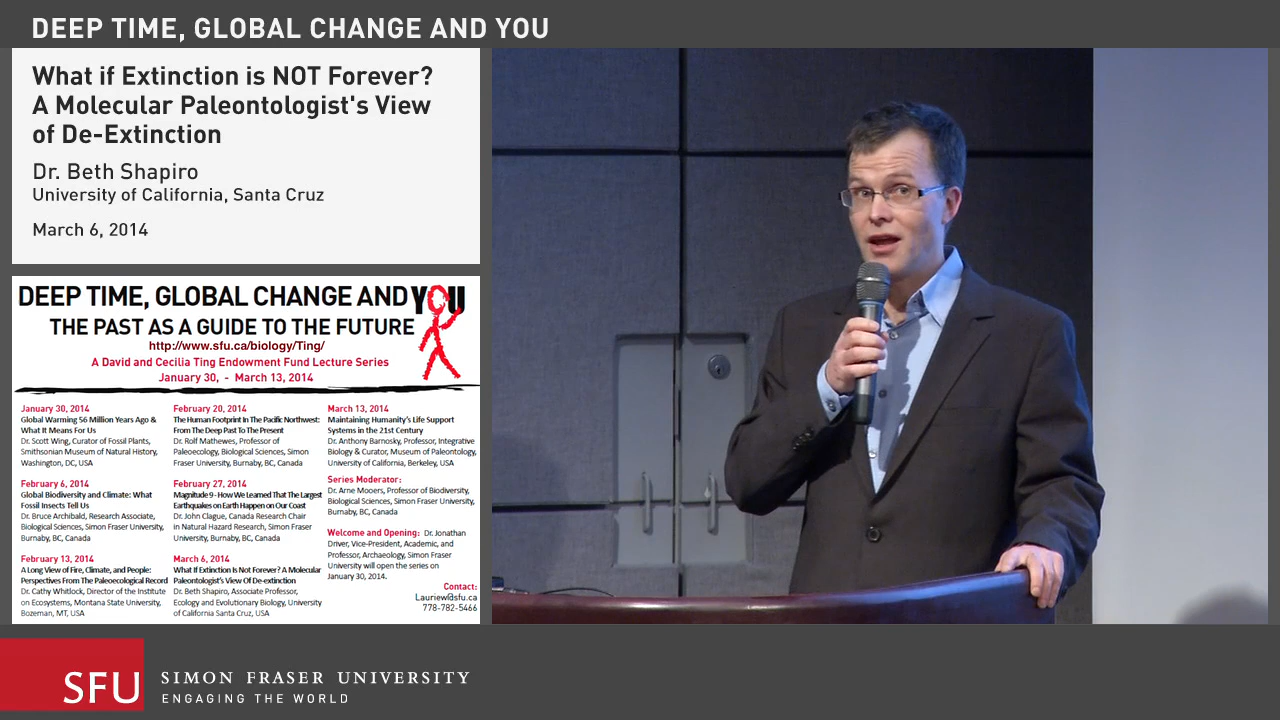 DEEP TIME, GLOBAL CHANGE AND YOU
What if Extinction is NOT Forever?
A Molecular Paleontologist's View
of De-Extinction
Dr. Beth Shapiro
University of California, Santa Cruz
March 6, 2014
DEEP TIME, GLOBAL CHANGE AND YOU
THE PAST AS A GUIDE TO THE FUTURE
http://www.sfu.ca/biology/Ting/
A David and Cecilia Ting Endowment Fund Lecture Series
January 30, - March 13, 2014
January 30, 2014
Global Warming 56 Million Years Ago &
What It Means For Us
Dr. Scott Wing, Curator of Fossil Plants,
Smithsonian Museum of Natural History,
Washington, DC, USA
February 6, 2014
Global Biodiversity and Climate: What
Fossil Insects Tell Us
Dr. Bruce Archibald, Research Associate,
Biological Sciences, Simon Fraser University,
Burnaby, BC, Canada
February 13, 2014
A Long View of Fire, Climate, and People:
Perspectives From The Paleoecological Record
Dr. Cathy Whitlock, Director of the Institute
on Ecosystems, Montana State University,
Bozeman, MT, USA
February 20, 2014
The Human Footprint In The Pacific Northwest:
From The Deep Past To The Present
Dr. Rolf Mathewes, Professor of
Paleoecology, Biological Sciences, Simon
Fraser University, Burnaby, BC, Canada
February 27, 2014
Magnitude 9 - How We Learned That The Largest
Earthquakes on Earth Happen on Our Coast
Dr. John Clague, Canada Research Chair
in Natural Hazard Research, Simon Fraser
University, Burnaby, BC, Canada
March 6, 2014
What If Extinction Is Not Forever? A Molecular
Paleontologist's View Of De-extinction
Dr. Beth Shapiro, Associate Professor,
Ecology and Evolutionary Biology, University
of California Santa Cruz, USA
March 13, 2014
Maintaining Humanity's Life Support
Systems in the 21st Century
Dr. Anthony Barnosky, Professor, Integrative
Biology & Curator, Museum of Paleontology,
University of California, Berkeley, USA
Series Moderator:
Dr. Arne Mooers, Professor of Biodiversity,
Biological Sciences, Simon Fraser University,
Burnaby, BC, Canada
Welcome and Opening: Dr. Jonathan
Driver, Vice-President, Academic, and
Professor, Archaeology, Simon Fraser
University will open the series on
January 30, 2014.
Contact:
Lauriew@sfu.ca
778-782-5466
SFU
SIMON FRASER UNIVERSITY
ENGAGING THE WORLD